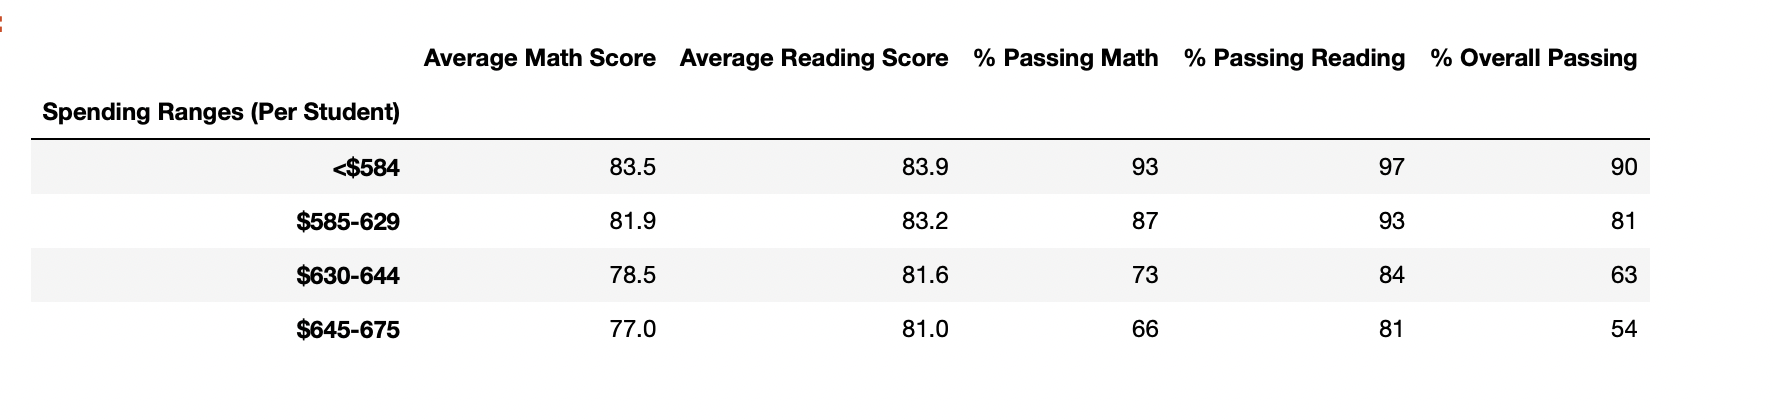 Average Math Score Average Reading Score % Passing Math % Passing Reading % Overall Passing
Spending Ranges (Per Student)
<$584 83.5 83.9 93 97 90
$585-629 81.9 83.2 87 93 81
$630-644 78.5 81.6 73 84 63
$645-675 77.0 81.0 66 81 54